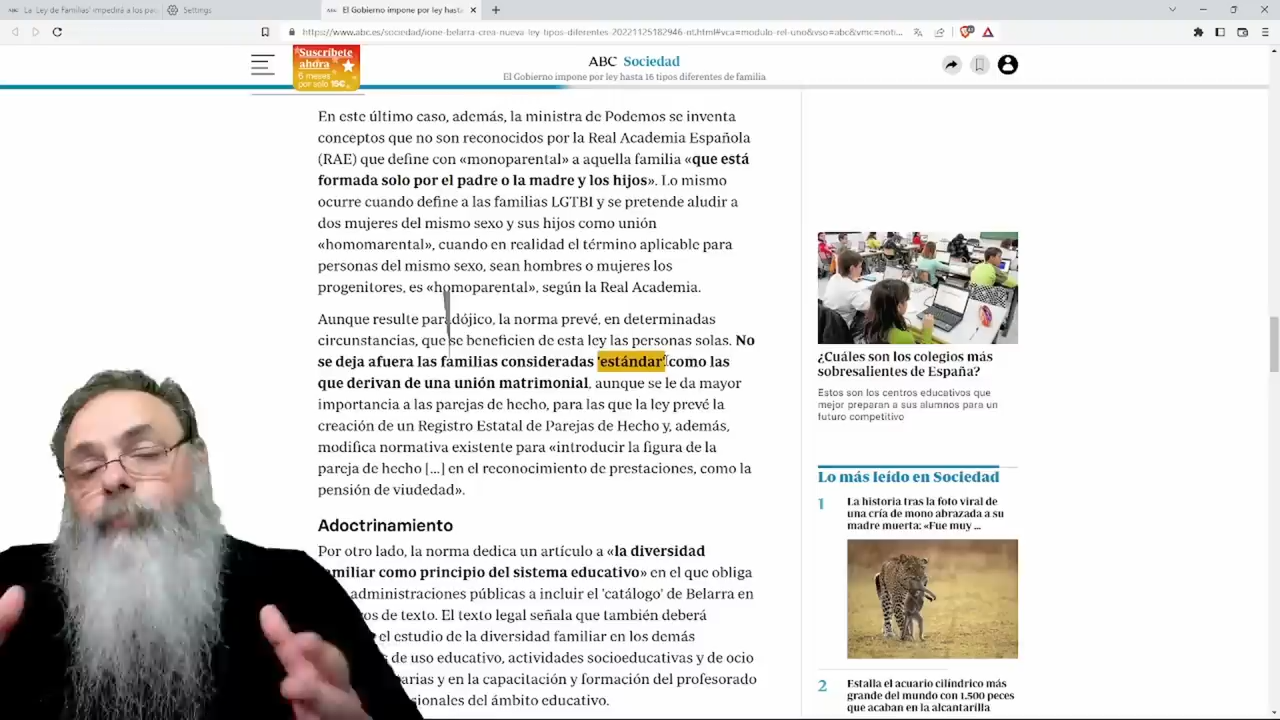 La 'Ley de Familias' impedirá a los pa
Settings
El Gobierno impone por ley hasta
https://www.abc.es/sociedad/ione-belarra-crea-nueva-ley-tipos-diferentes-20221125182946-nt.html#vca=modulo-rel-uno&vso=abc&vmc=noti...
Suscríbete
ahora
6 meses
por solo 15€
ABC Sociedad
El Gobierno impone por ley hasta 16 tipos diferentes de familia
En este último caso, además, la ministra de Podemos se inventa
conceptos que no son reconocidos por la Real Academia Española
(RAE) que define con «monoparental» a aquella familia «que está
formada solo por el padre o la madre y los hijos». Lo mismo
ocurre cuando define a las familias LGTBI y se pretende aludir a
dos mujeres del mismo sexo y sus hijos como unión
«homomarental», cuando en realidad el término aplicable para
personas del mismo sexo, sean hombres o mujeres los
progenitores, es «homoparental», según la Real Academia.
Aunque resulte paradójico, la norma prevé, en determinadas
circunstancias, que se beneficien de esta ley las personas solas. No
se deja afuera las familias consideradas 'estándar' como las
que derivan de una unión matrimonial, aunque se le da mayor
importancia a las parejas de hecho, para las que la ley prevé la
creación de un Registro Estatal de Parejas de Hecho y, además,
modifica normativa existente para «introducir la figura de la
pareja de hecho [...] en el reconocimiento de prestaciones, como la
pensión de viudedad».
Adoctrinamiento
Por otro lado, la norma dedica un artículo a «la diversidad
como principio del sistema educativo» en el que obliga
administraciones públicas a incluir el 'catálogo' de Belarra en
de texto. El texto legal señala que también deberá
el estudio de la diversidad familiar en los demás
de uso educativo, actividades socioeducativas y de ocio
y en la capacitación y formación del profesorado
del ámbito educativo.
¿Cuáles son los colegios más
sobresalientes de España?
Estos son los centros educativos que
mejor preparan a sus alumnos para un
futuro competitivo
Lo más leído en Sociedad
1
La historia tras la foto viral de
una cría de mono abrazada a su
madre muerta: «Fue muy ...
2
Estalla el acuario cilíndrico más
grande del mundo con 1.500 peces
que acaban en la alcantarilla